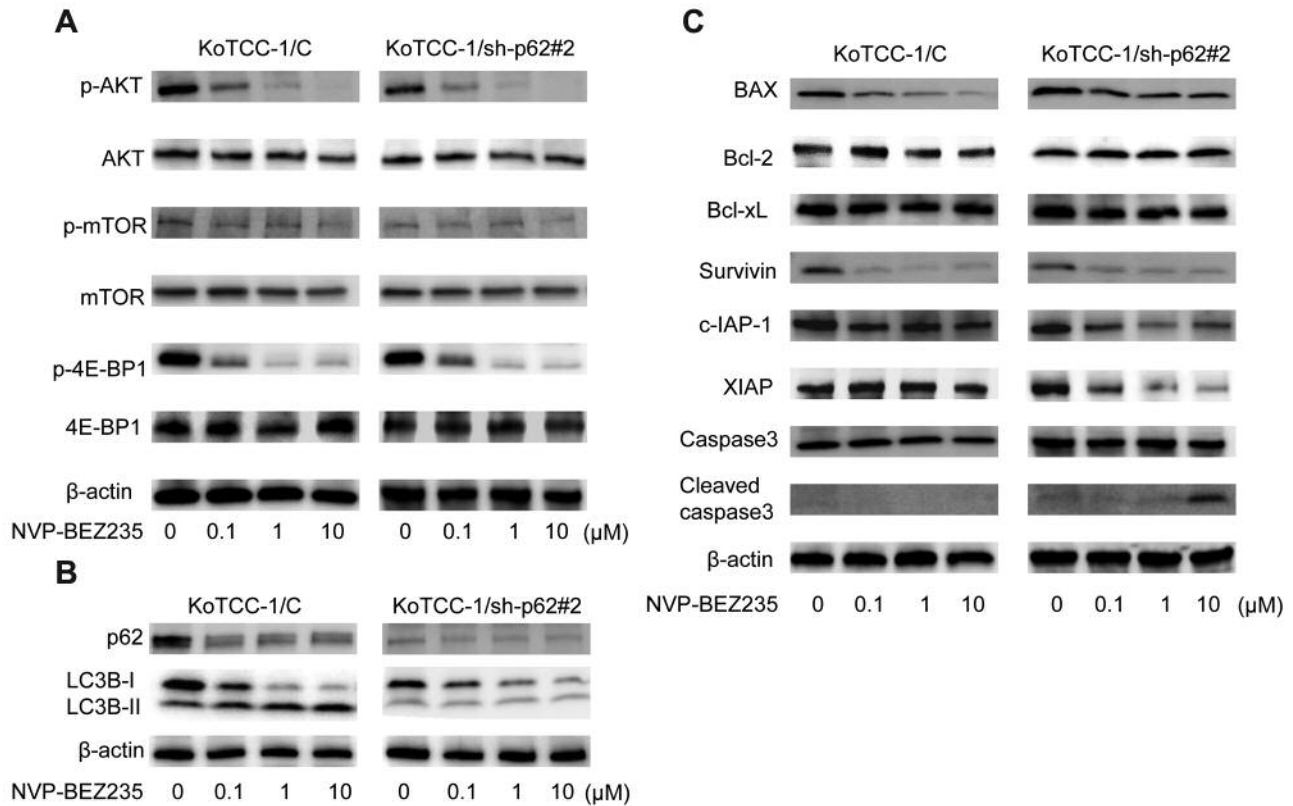 A
KoTCC-1/C KoTCC-1/sh-p62#2
p-AKT
AKT
p-mTOR
mTOR
p-4E-BP1
4E-BP1
β-actin
NVP-BEZ235 0 0.1 1 10 0 0.1 1 10 (μM)
B
KoTCC-1/C KoTCC-1/sh-p62#2
p62
LC3B-I
LC3B-II
β-actin
NVP-BEZ235 0 0.1 1 10 0 0.1 1 10 (μM)
C
KoTCC-1/C KoTCC-1/sh-p62#2
BAX
Bcl-2
Bcl-xL
Survivin
c-IAP-1
XIAP
Caspase3
Cleaved
caspase3
β-actin
NVP-BEZ235 0 0.1 1 10 0 0.1 1 10 (μM)